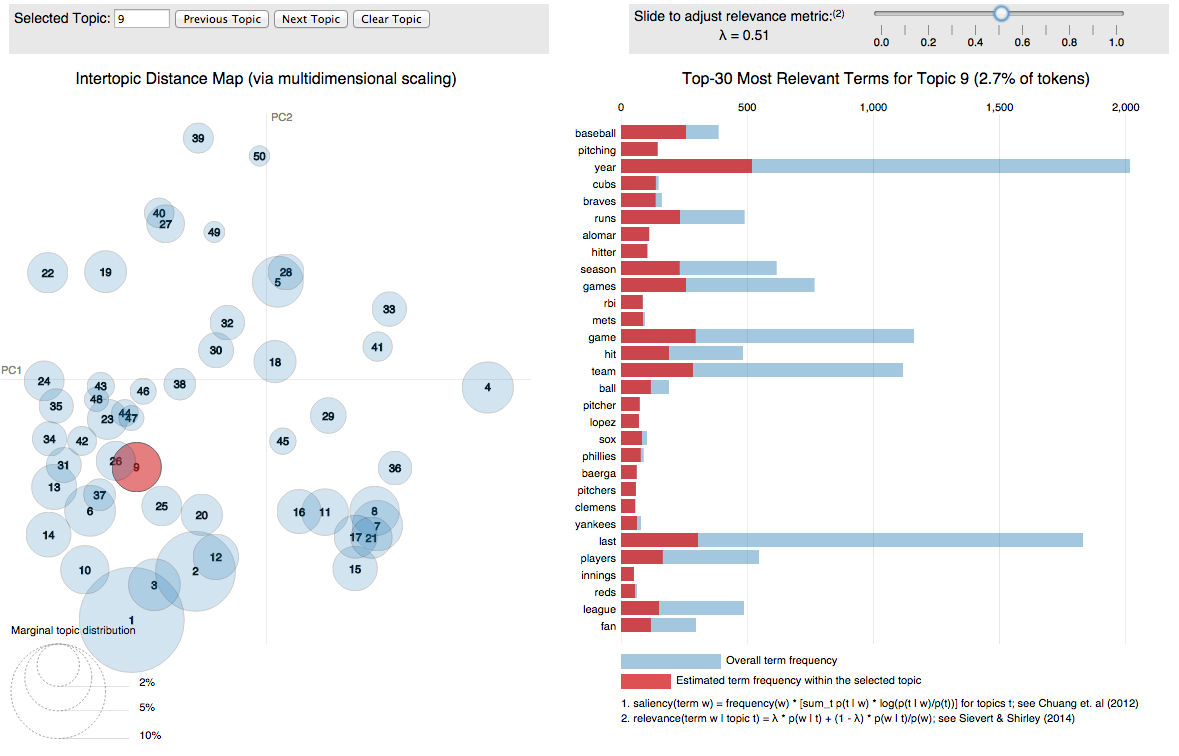 Selected Topic: 9 Previous Topic Next Topic Clear Topic
Slide to adjust relevance metric:(2)
λ = 0.51
0.0 0.2 0.4 0.6 0.8 1.0
Intertopic Distance Map (via multidimensional scaling)
PC2
39
50
40
27
49
22
19
28
5
33
32
30
41
18
PC1
24
43
46
38
4
35
48
44
47
23
29
34
42
45
31
26
9
36
13
37
6
25
20
16
11
8
7
14
17
21
12
10
2
15
3
1
Marginal topic distribution
2%
5%
10%
Top-30 Most Relevant Terms for Topic 9 (2.7% of tokens)
0 500 1,000 1,500 2,000
baseball
pitching
year
cubs
braves
runs
alomar
hitter
season
games
rbi
mets
game
hit
team
ball
pitcher
lopez
sox
phillies
baerga
pitchers
clemens
yankees
last
players
innings
reds
league
fan
Overall term frequency
Estimated term frequency within the selected topic
1. saliency(term w) = frequency(w) * [sum_t p(t | w) * log(p(t | w)/p(t))] for topics t; see Chuang et. al (2012)
2. relevance(term w | topic t) = λ * p(w | t) + (1 - λ) * p(w | t)/p(w); see Sievert & Shirley (2014)